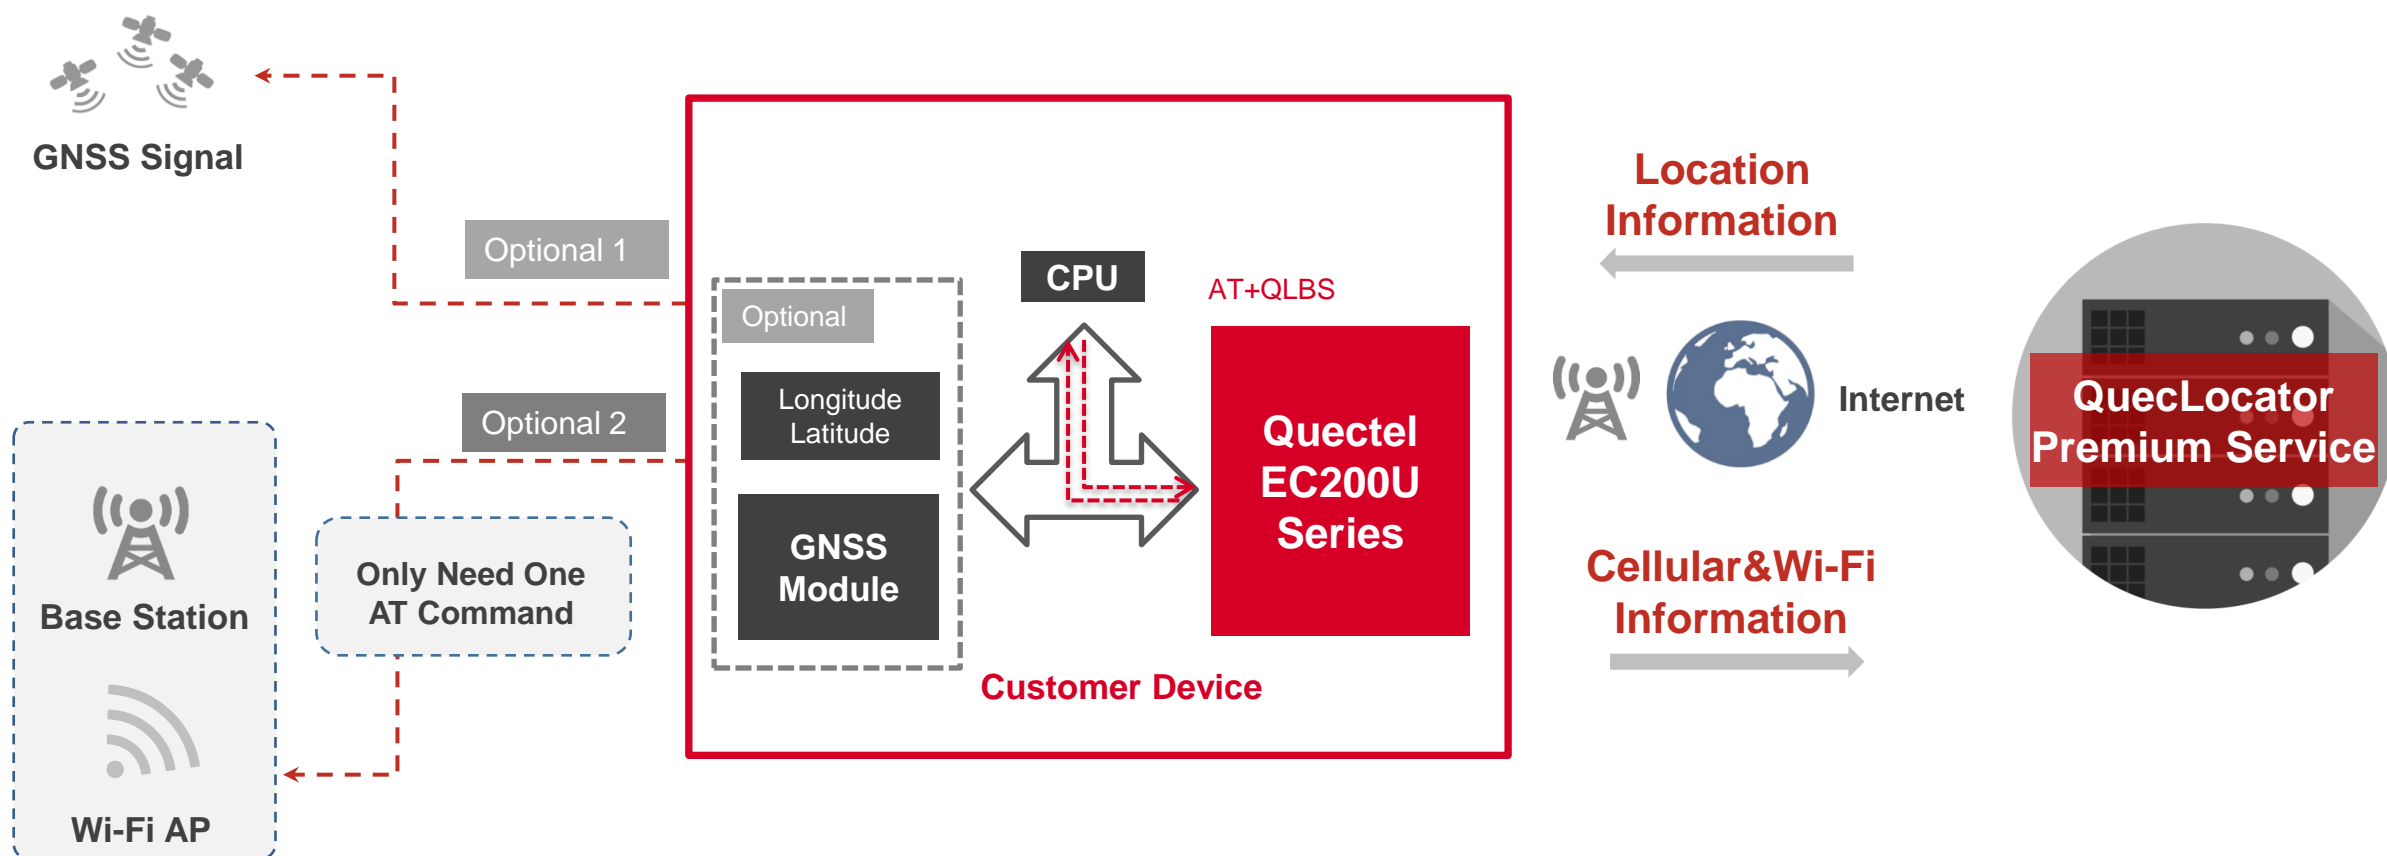 GNSS Signal
Optional 1
Optional 2
Base Station
Wi-Fi AP
Only Need One
AT Command
Optional
Longitude
Latitude
GNSS
Module
CPU
AT+QLBS
Quectel
EC200U
Series
Customer Device
Location
Information
Internet
Cellular&Wi-Fi
Information
QuecLocator
Premium Service